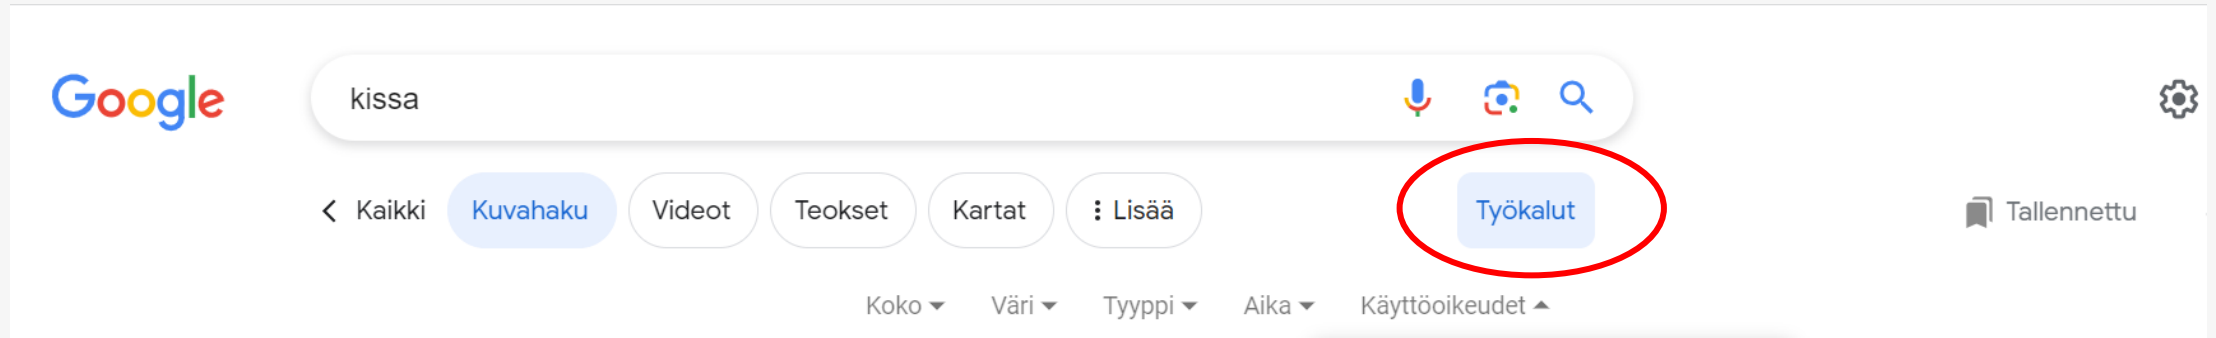 Google kissa
Kaikki Kuvahaku Videot Teokset Kartat Lisää Työkalut Tallennettu
Koko Väri Tyyppi Aika Käyttöoikeudet